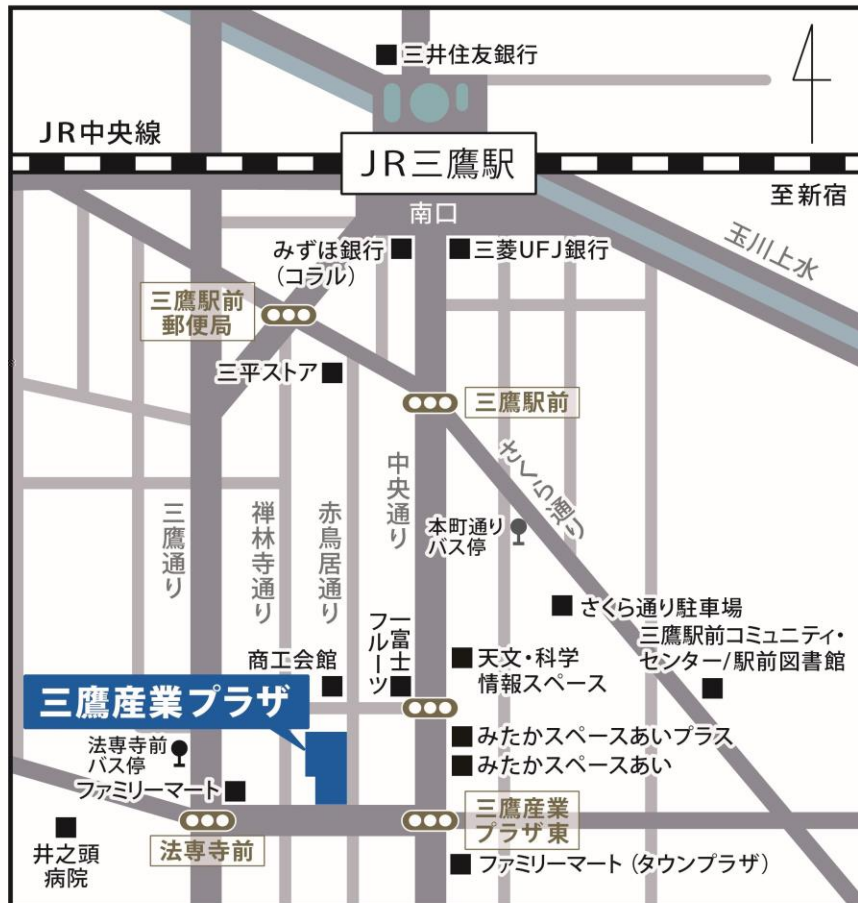 三井住友銀行
JR中央線
JR三鷹駅
至新宿
南口
玉川上水
みずほ銀行
(コラル)
三菱UFJ銀行
三鷹駅前
郵便局
三平ストア
三鷹駅前
さくら通り
中央通り
三鷹通り
禅林寺通り
赤鳥居通り
本町通り
バス停
さくら通り駐車場
三鷹駅前コミュニティ・
センター/駅前図書館
一富士
フルーツ
商工会館
天文・科学
情報スペース
三鷹産業プラザ
みたかスペースあいプラス
みたかスペースあい
法専寺前
バス停
ファミリーマート
三鷹産業
プラザ東
法専寺前
井之頭
病院
ファミリーマート(タウンプラザ)